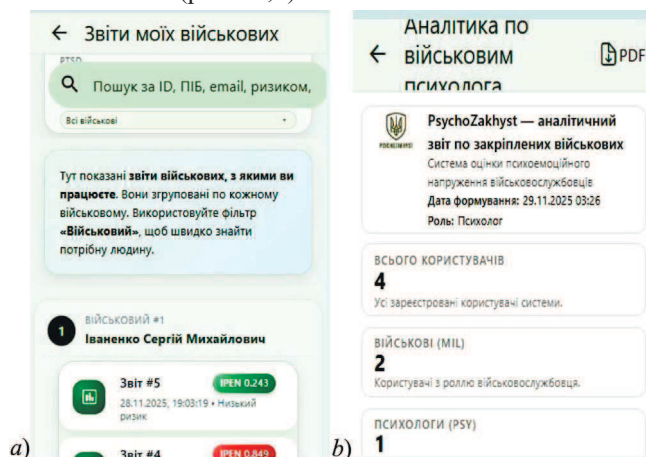 ← Звіти моїх військових
PTSD
Пошук за ID, ПІБ, email, ризиком,
Всі військові
Тут показані звіти військових, з якими ви
працюєте. Вони згруповані по кожному
військовому. Використовуйте фільтр
«Військовий», щоб швидко знайти
потрібну людину.
1
ВІЙСЬКОВИЙ #1
Іваненко Сергій Михайлович
Звіт #5
IPEN 0.243
28.11.2025, 19:03:19 • Низький
ризик
Звіт #4
IPEN 0.849
a)
Аналітика по
← військовим
психолога
PDF
PsychoZakhyst — аналітичний
звіт по закріплених військових
Система оцінки психоемоційного
напруження військовослужбовців
Дата формування: 29.11.2025 03:26
Роль: Психолог
ВСЬОГО КОРИСТУВАЧІВ
4
Усі зареєстровані користувачі системи.
ВІЙСЬКОВІ (MIL)
2
Користувачі з роллю військовослужбовця.
ПСИХОЛОГИ (PSY)
1
b)